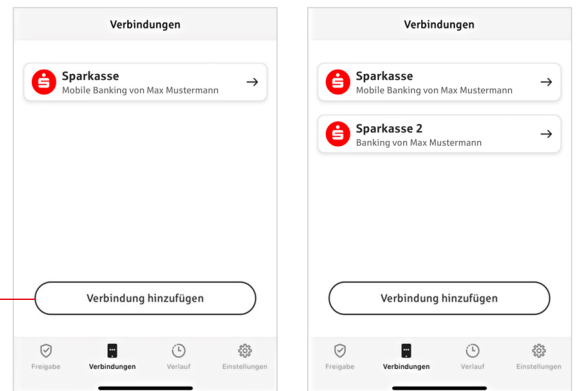 Verbindungen
Sparkasse
Mobile Banking von Max Mustermann
Verbindung hinzufügen
Freigabe
Verbindungen
Verlauf
Einstellungen
Verbindungen
Sparkasse
Mobile Banking von Max Mustermann
Sparkasse 2
Banking von Max Mustermann
Verbindung hinzufügen
Freigabe
Verbindungen
Verlauf
Einstellungen